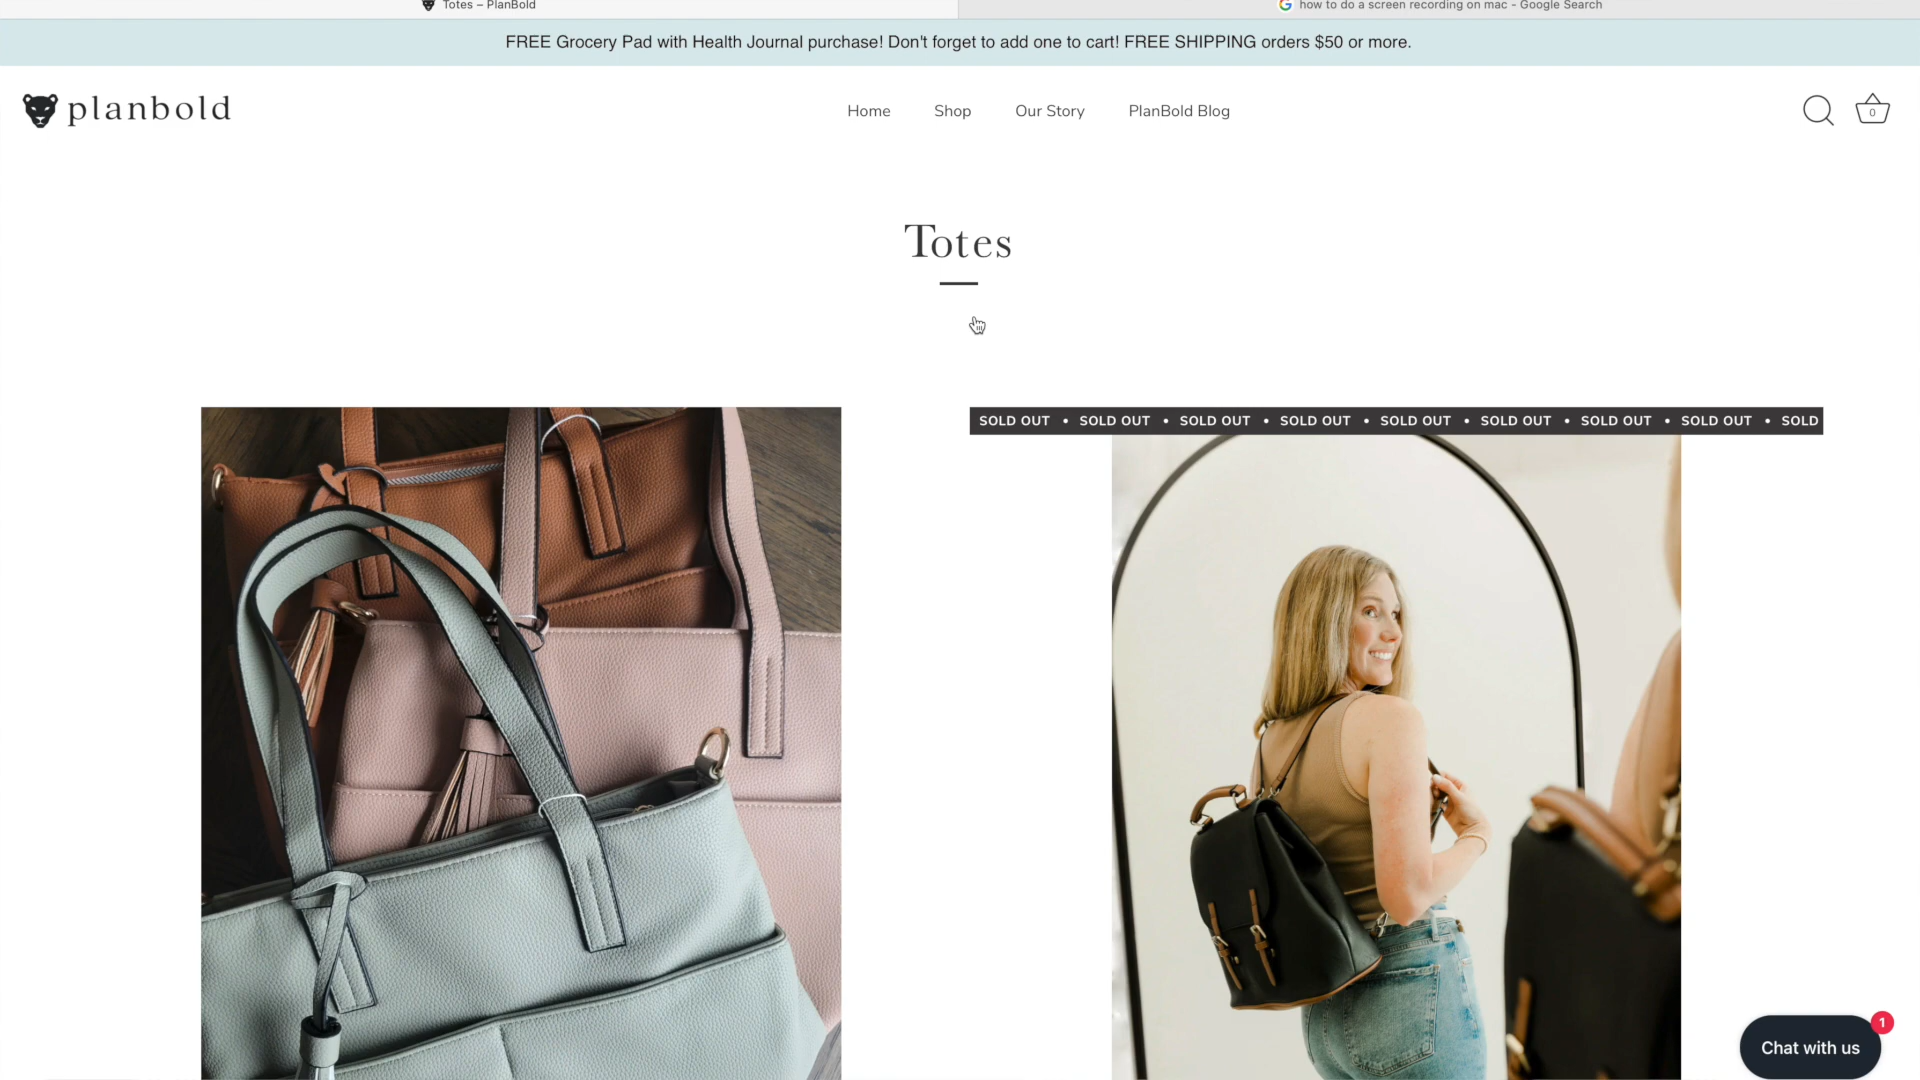 Totes – PlanBold
how to do a screen recording on mac - Google Search
FREE Grocery Pad with Health Journal purchase! Don't forget to add one to cart! FREE SHIPPING orders $50 or more.
planbold
Home
Shop
Our Story
PlanBold Blog
0
Totes
SOLD OUT • SOLD OUT • SOLD OUT • SOLD OUT • SOLD OUT • SOLD OUT • SOLD OUT • SOLD OUT • SOLD
1
Chat with us